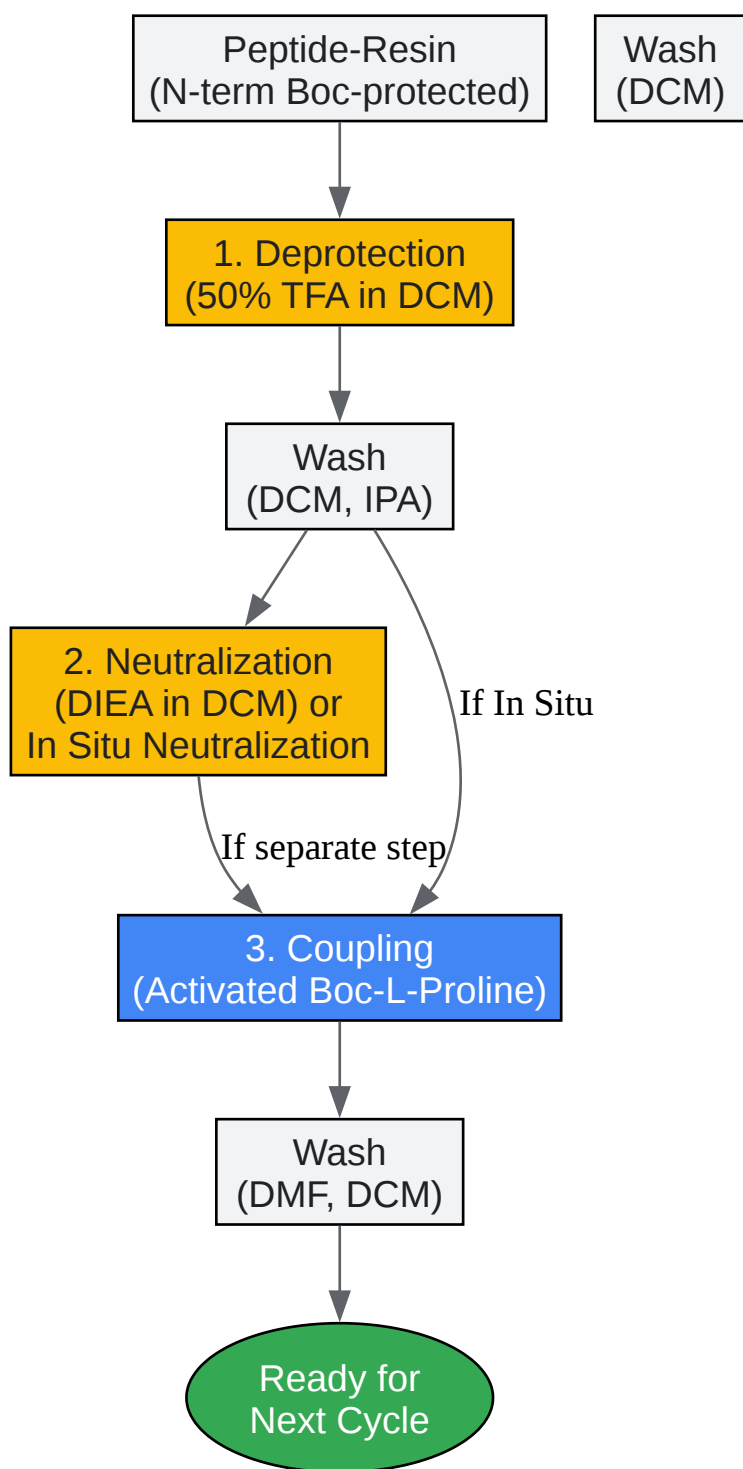 Peptide-Resin
(N-term Boc-protected)
Wash
(DCM)
1. Deprotection
(50% TFA in DCM)
Wash
(DCM, IPA)
2. Neutralization
(DIEA in DCM) or
In Situ Neutralization
If In Situ
If separate step
3. Coupling
(Activated Boc-L-Proline)
Wash
(DMF, DCM)
Ready for
Next Cycle